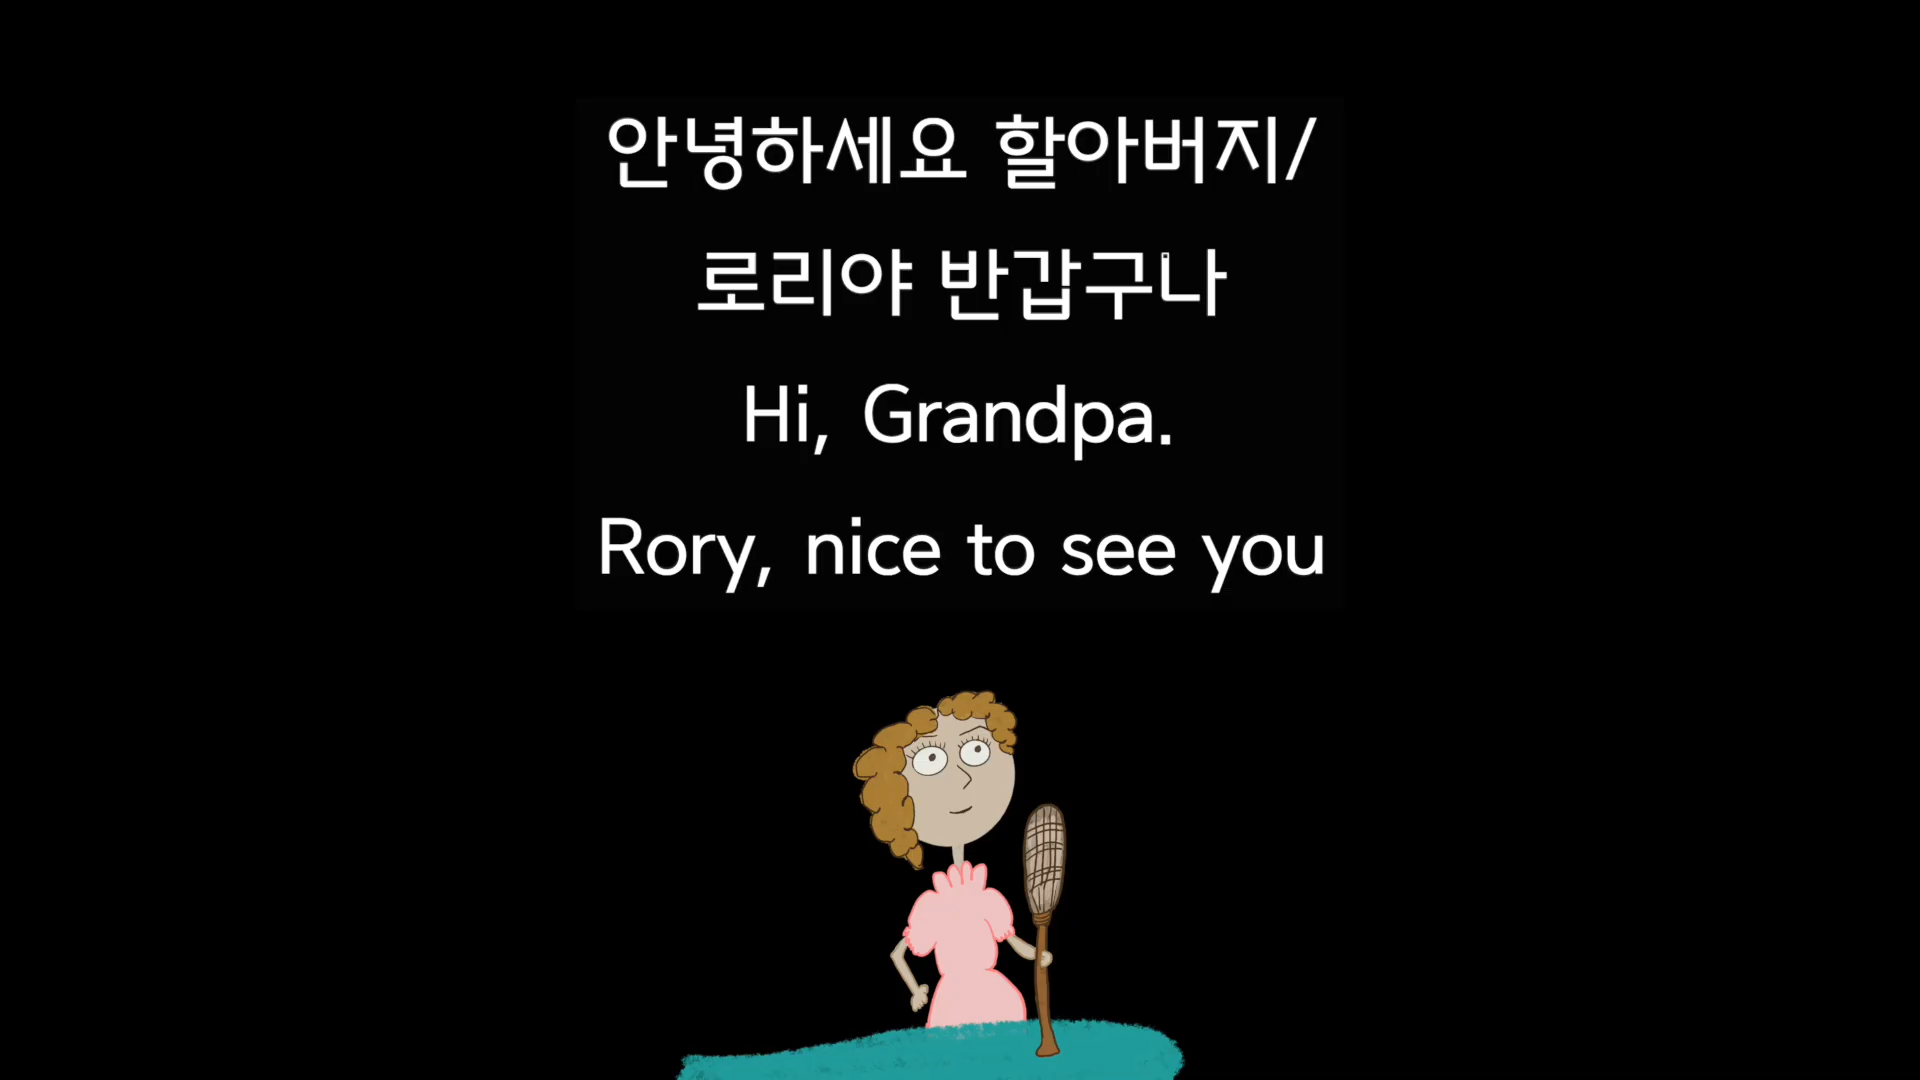 안녕하세요 할아버지/
로리야 반갑구나
Hi, Grandpa.
Rory, nice to see you